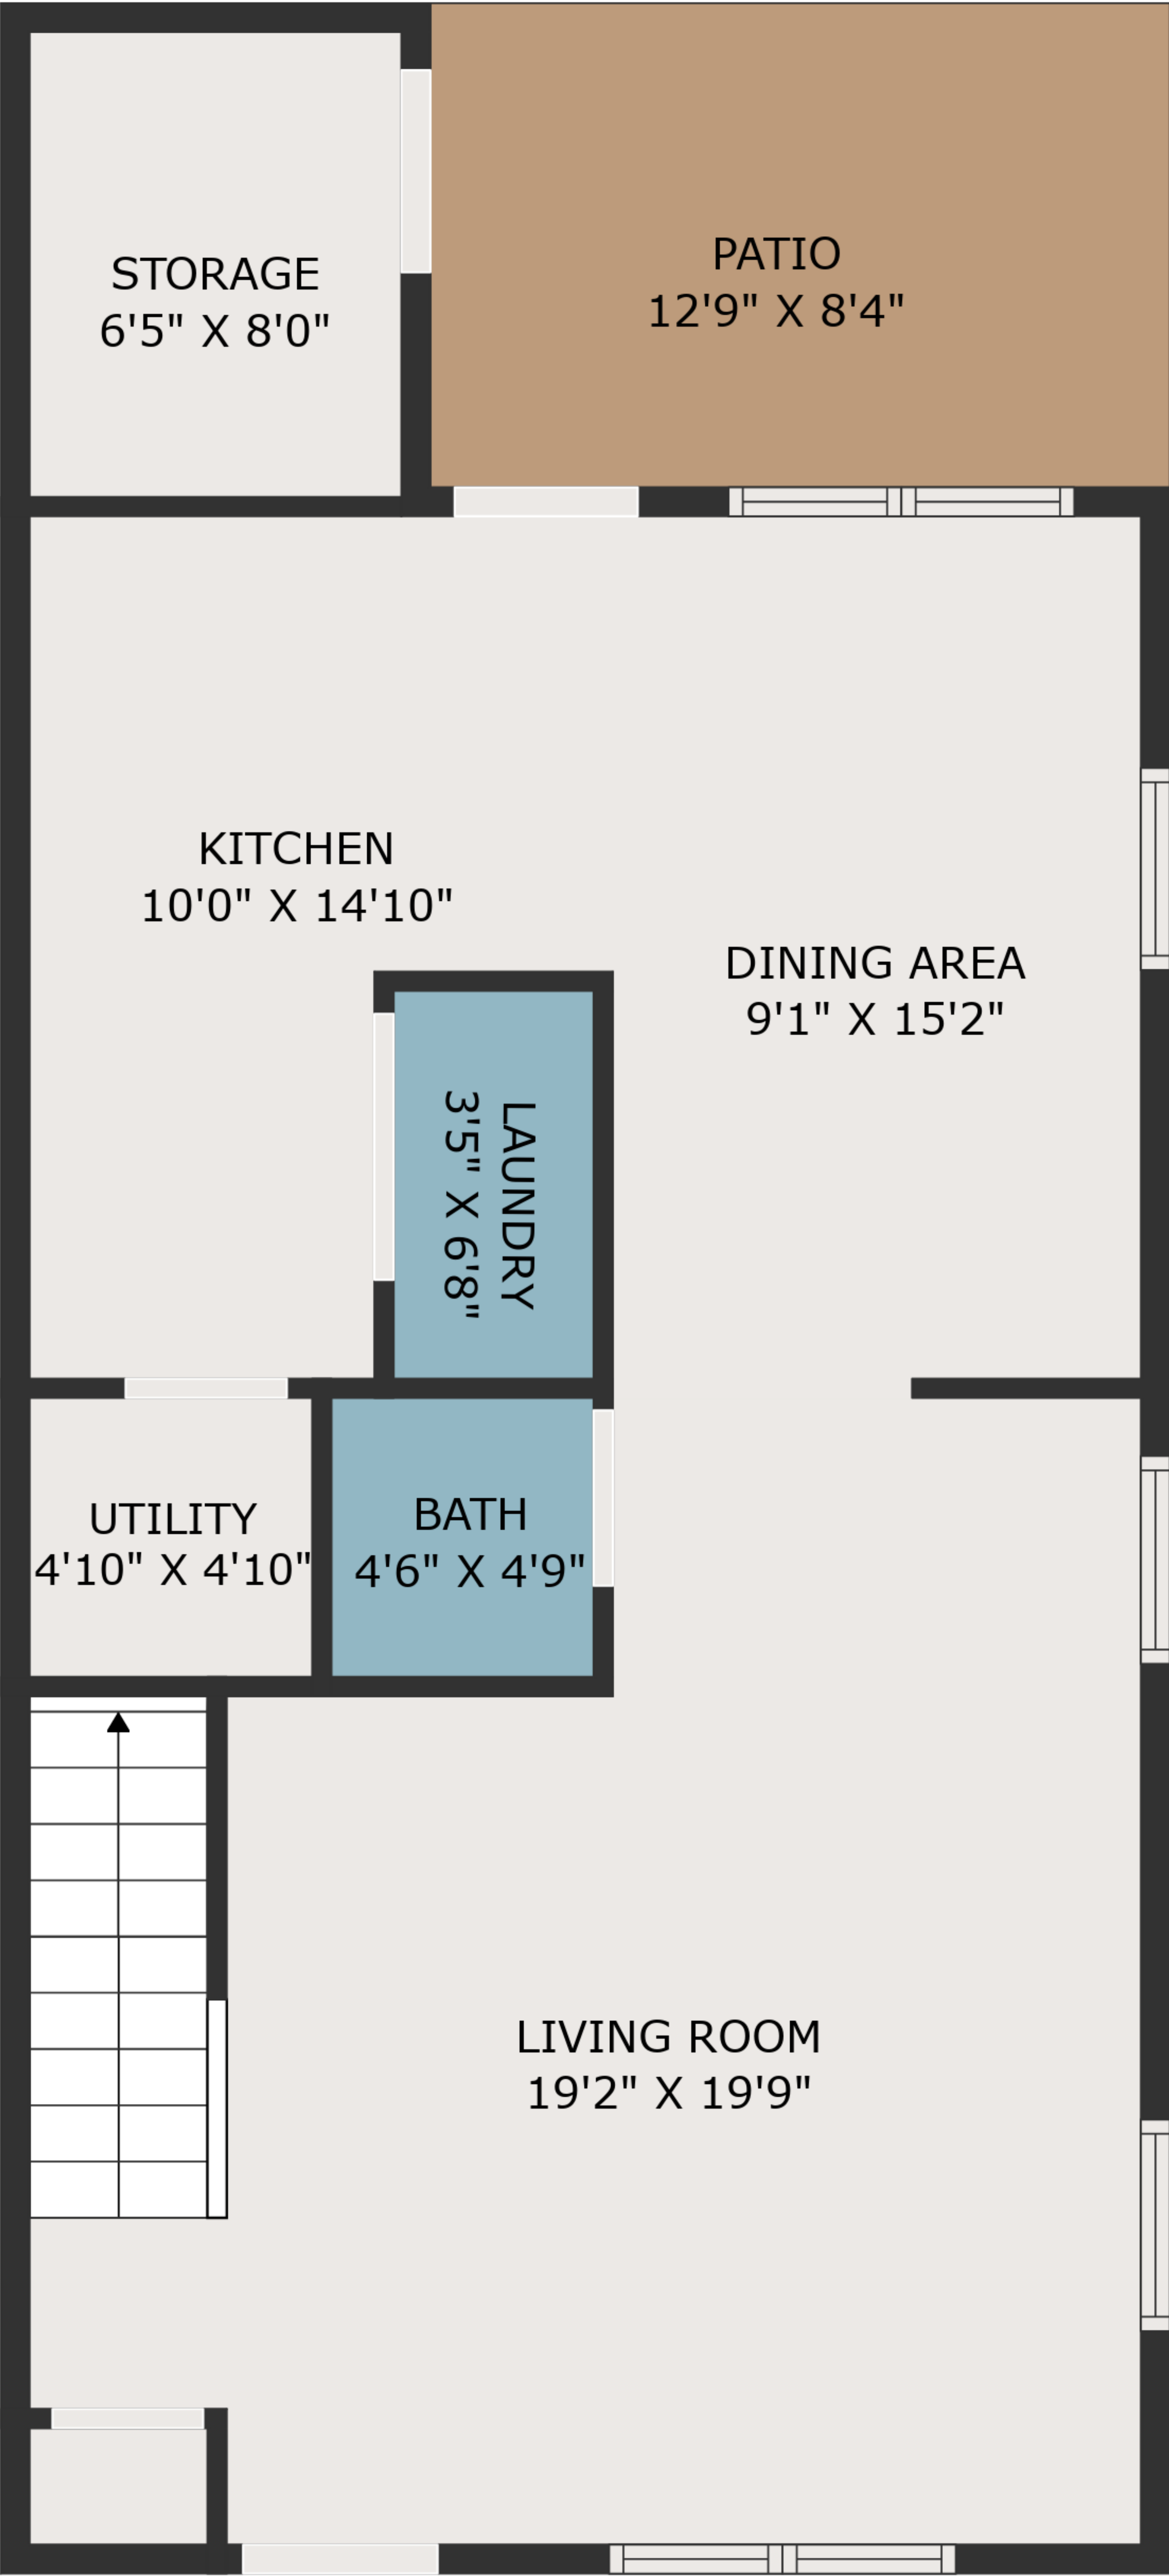 STORAGE
6'5" X 8'0"
PATIO
12'9" X 8'4"
KITCHEN
10'0" X 14'10"
DINING AREA
9'1" X 15'2"
LAUNDRY
3'5" X 6'8"
UTILITY
4'10" X 4'10"
BATH
4'6" X 4'9"
LIVING ROOM
19'2" X 19'9"